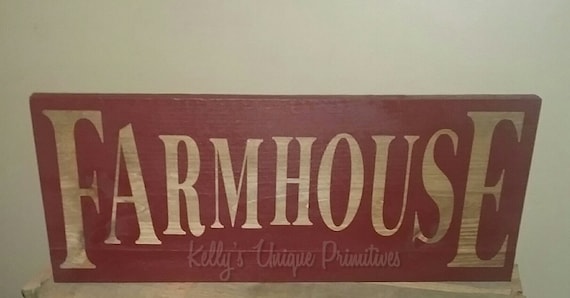 FARMHOUSE
Kelly's Unique Primitives